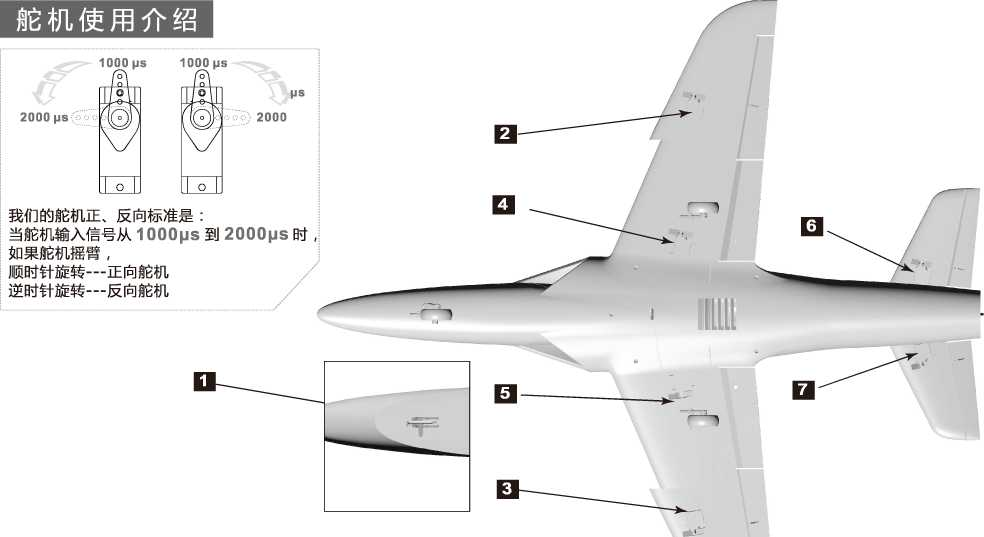 舵机使用介绍
1000 μs
1000 μs
μs
2000 μs
2000
我们的舵机正、反向标准是：
当舵机输入信号从 1000μs 到 2000μs 时，
如果舵机摇臂，
顺时针旋转---正向舵机
逆时针旋转---反向舵机
2
4
6
1
5
7
3